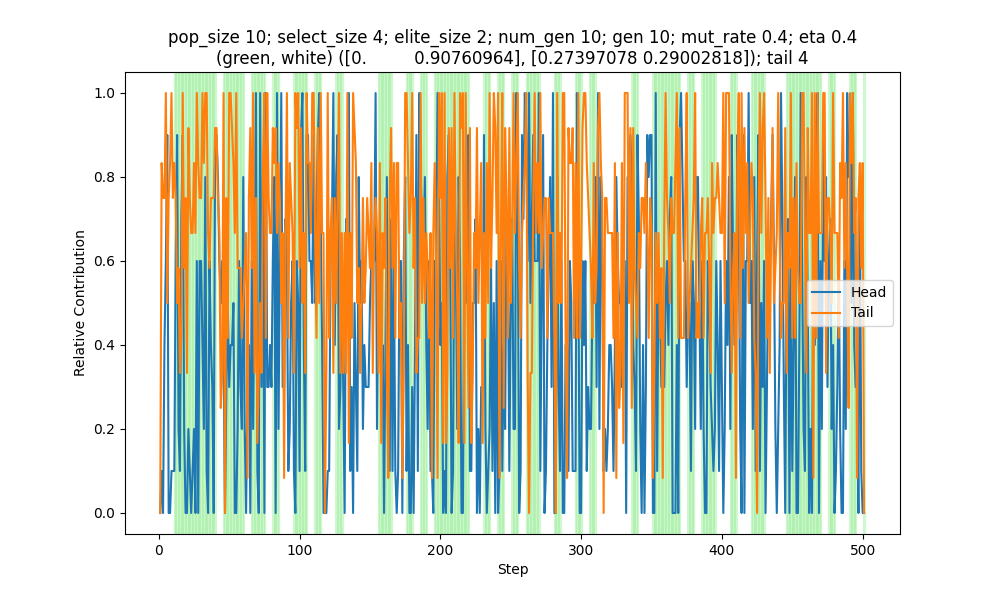 pop_size 10; select_size 4; elite_size 2; num_gen 10; gen 10; mut_rate 0.4; eta 0.4
(green, white) ([0. 0.90760964], [0.27397078 0.29002818]); tail 4
1.0
0.8
0.6
0.4
0.2
0.0
Relative Contribution
Head
Tail
0 100 200 300 400 500
Step